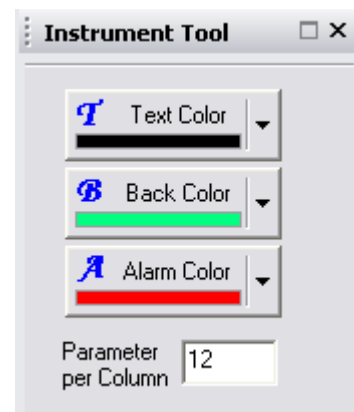 Instrument Tool
T Text Color
B Back Color
A Alarm Color
Parameter
per Column 12